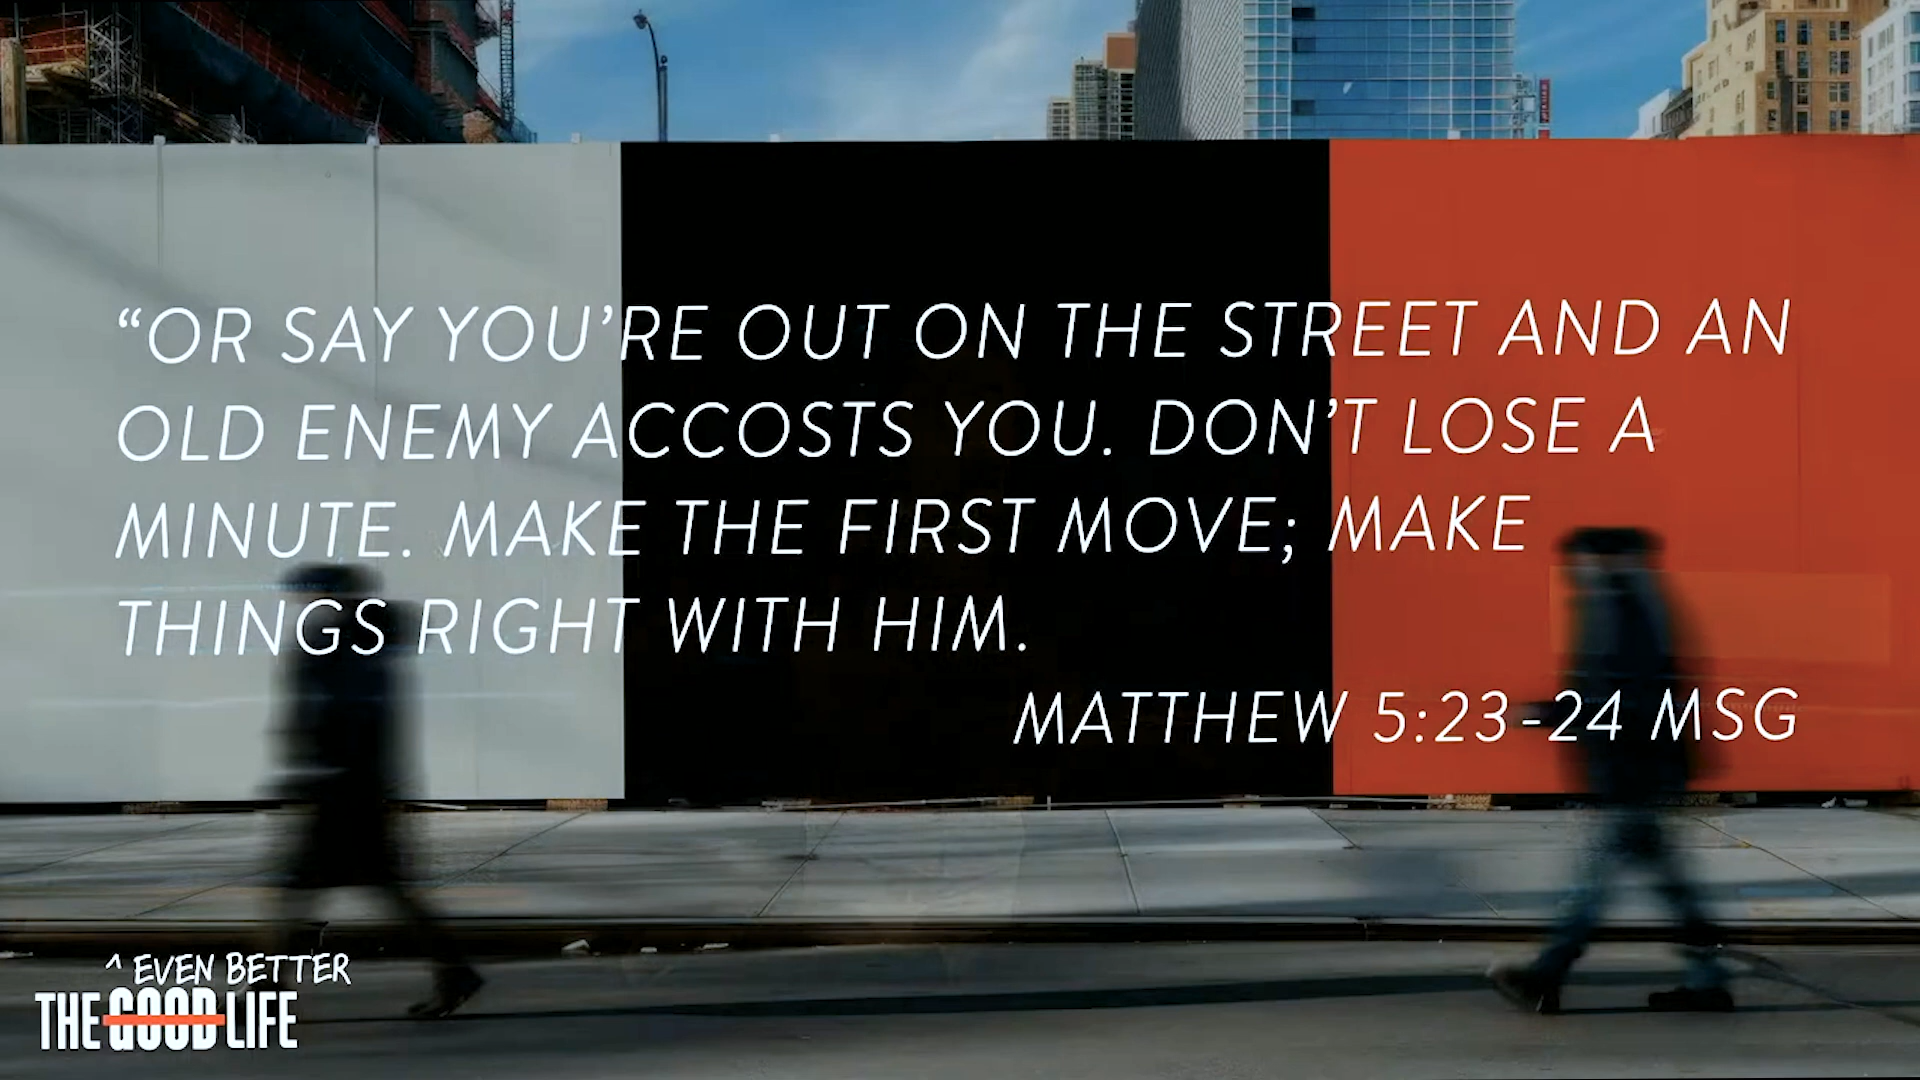 “OR SAY YOU’RE OUT ON THE STREET AND AN
OLD ENEMY ACCOSTS YOU. DON’T LOSE A
MINUTE. MAKE THE FIRST MOVE; MAKE
THINGS RIGHT WITH HIM.
MATTHEW 5:23-24 MSG
^ EVEN BETTER
THE GOOD LIFE